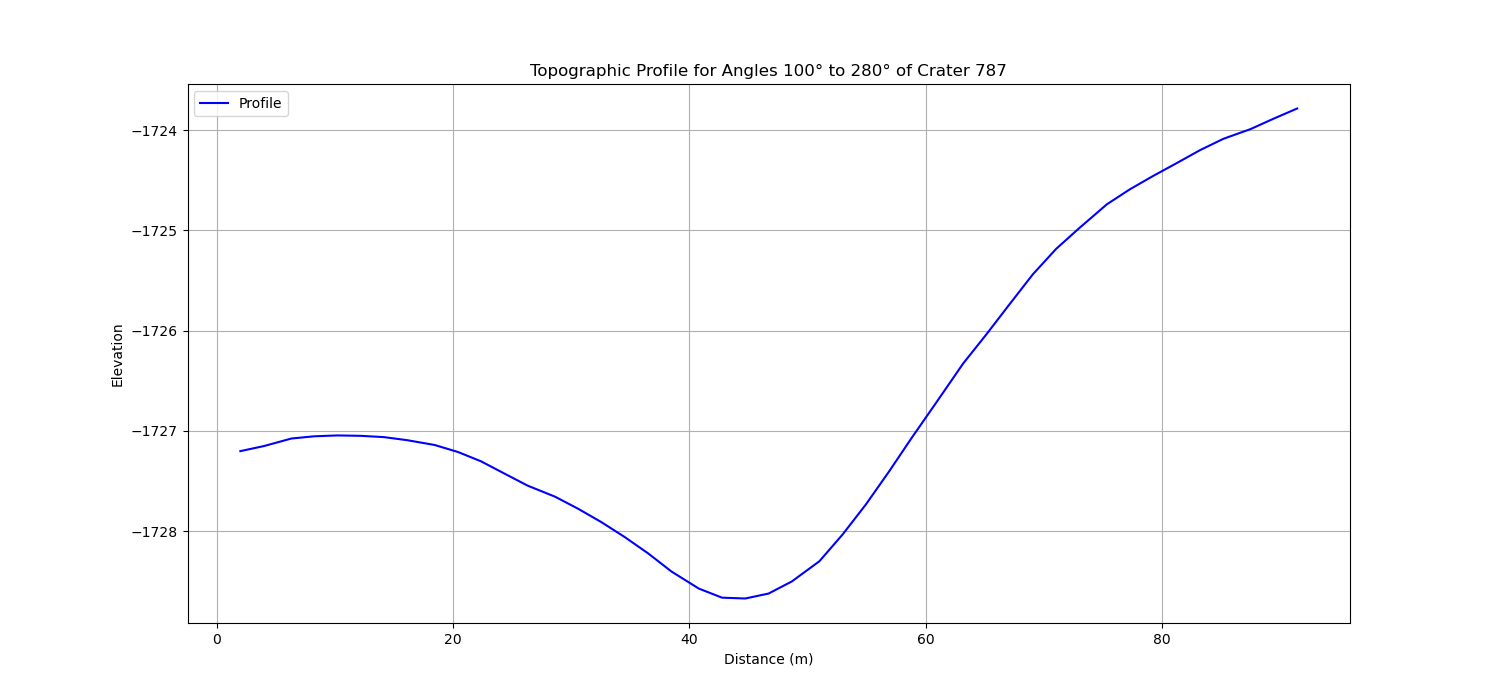 Topographic Profile for Angles 100° to 280° of Crater 787
Profile
−1724
−1725
−1726
−1727
−1728
Elevation
0 20 40 60 80
Distance (m)